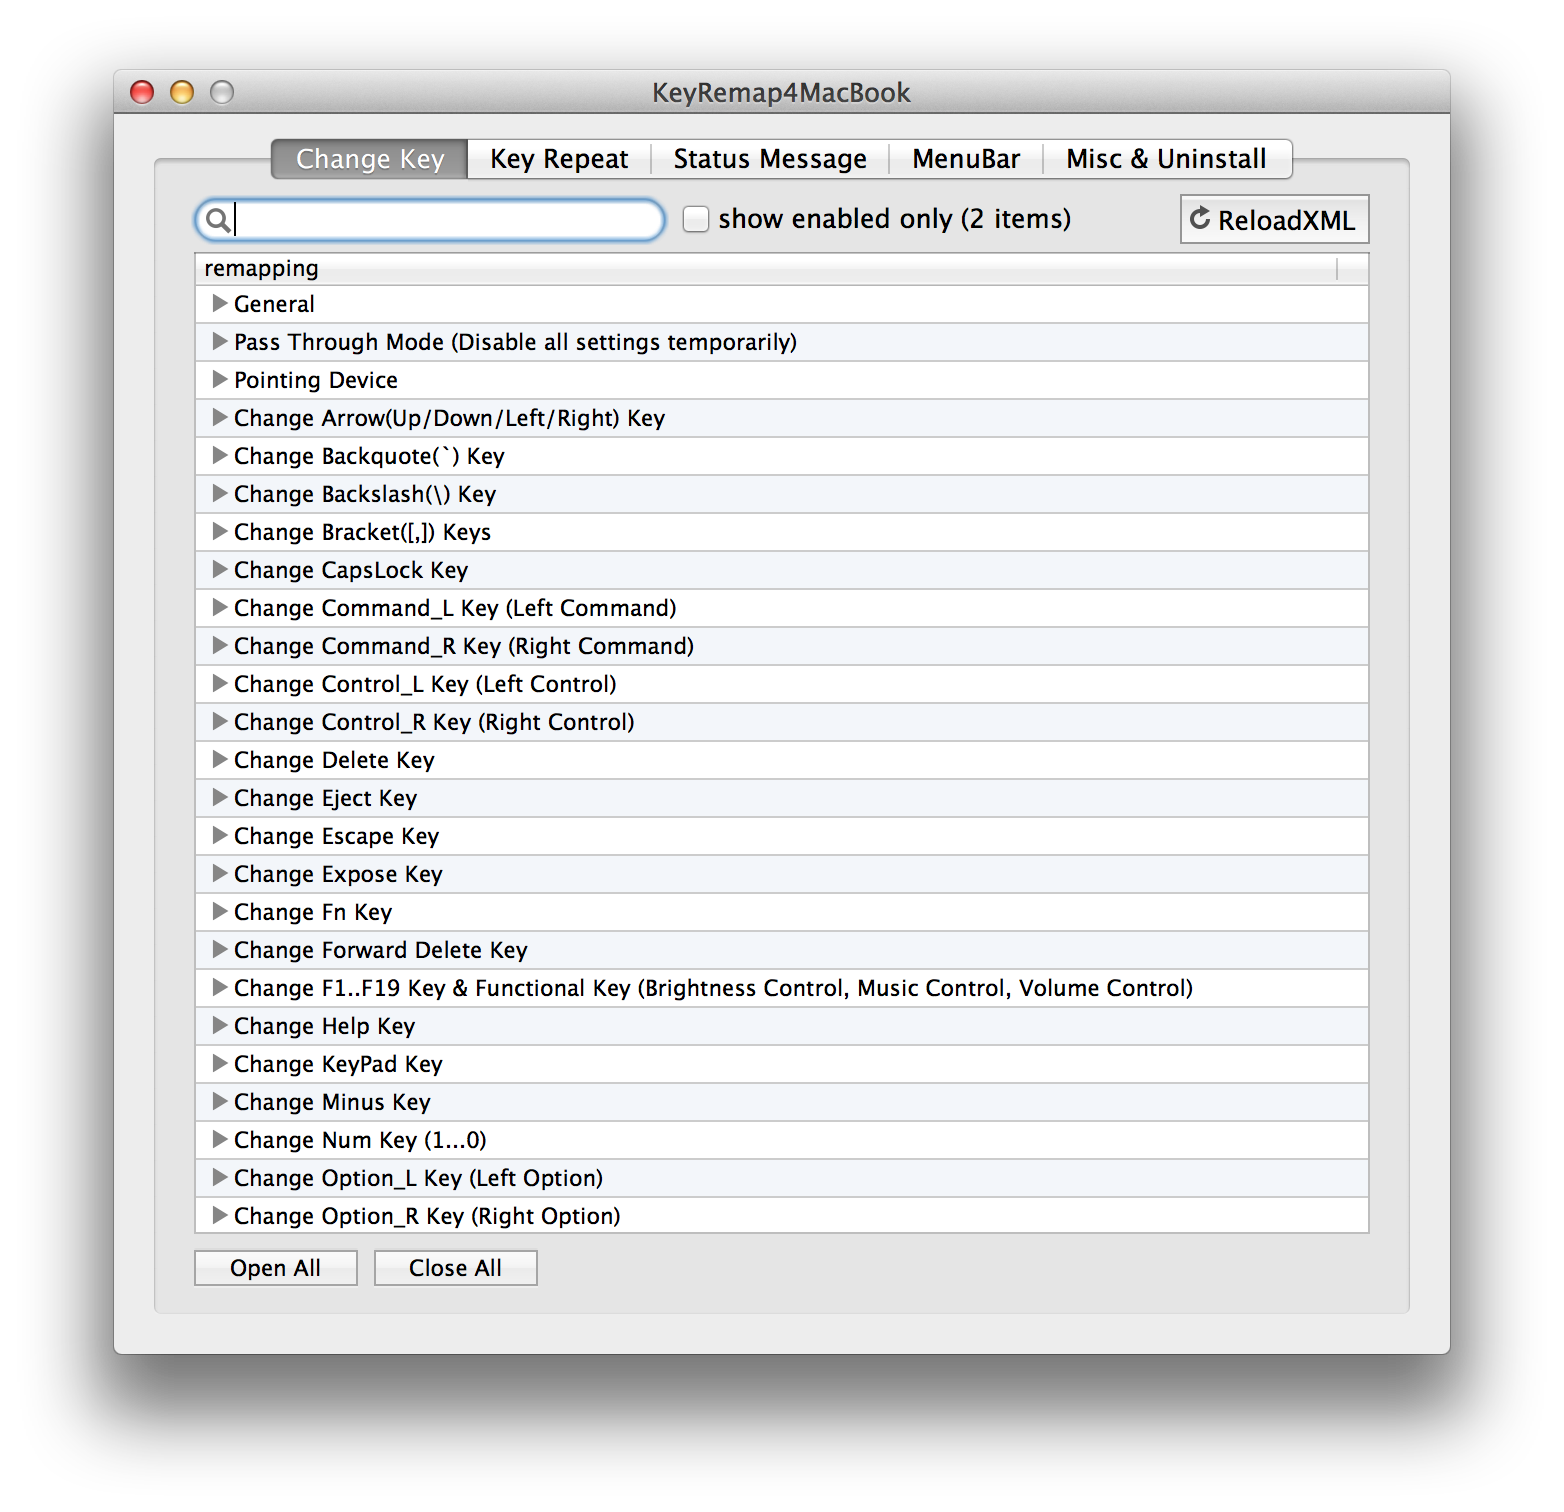 KeyRemap4MacBook
Change Key Key Repeat Status Message MenuBar Misc & Uninstall
show enabled only (2 items) ReloadXML
remapping
General
Pass Through Mode (Disable all settings temporarily)
Pointing Device
Change Arrow(Up/Down/Left/Right) Key
Change Backquote(`) Key
Change Backslash(\) Key
Change Bracket([,]) Keys
Change CapsLock Key
Change Command_L Key (Left Command)
Change Command_R Key (Right Command)
Change Control_L Key (Left Control)
Change Control_R Key (Right Control)
Change Delete Key
Change Eject Key
Change Escape Key
Change Expose Key
Change Fn Key
Change Forward Delete Key
Change F1..F19 Key & Functional Key (Brightness Control, Music Control, Volume Control)
Change Help Key
Change KeyPad Key
Change Minus Key
Change Num Key (1...0)
Change Option_L Key (Left Option)
Change Option_R Key (Right Option)
Open All Close All